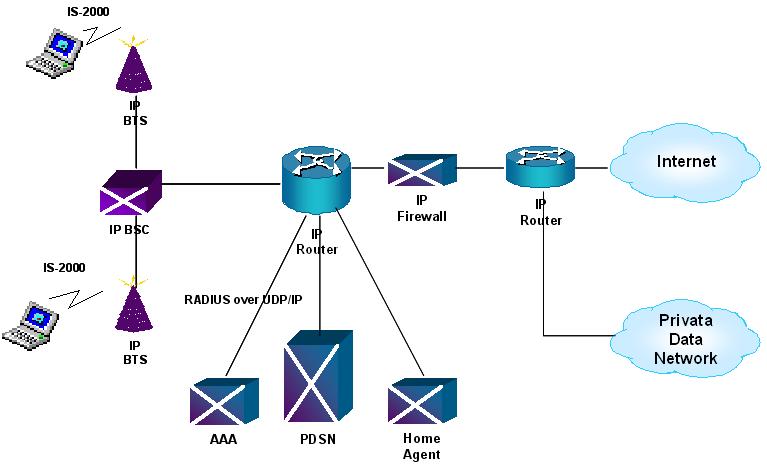 IS-2000
IP
BTS
IP BSC
IS-2000
IP
BTS
IP
Router
RADIUS over UDP/IP
AAA
PDSN
Home
Agent
IP
Firewall
IP
Router
Internet
Privata
Data
Network